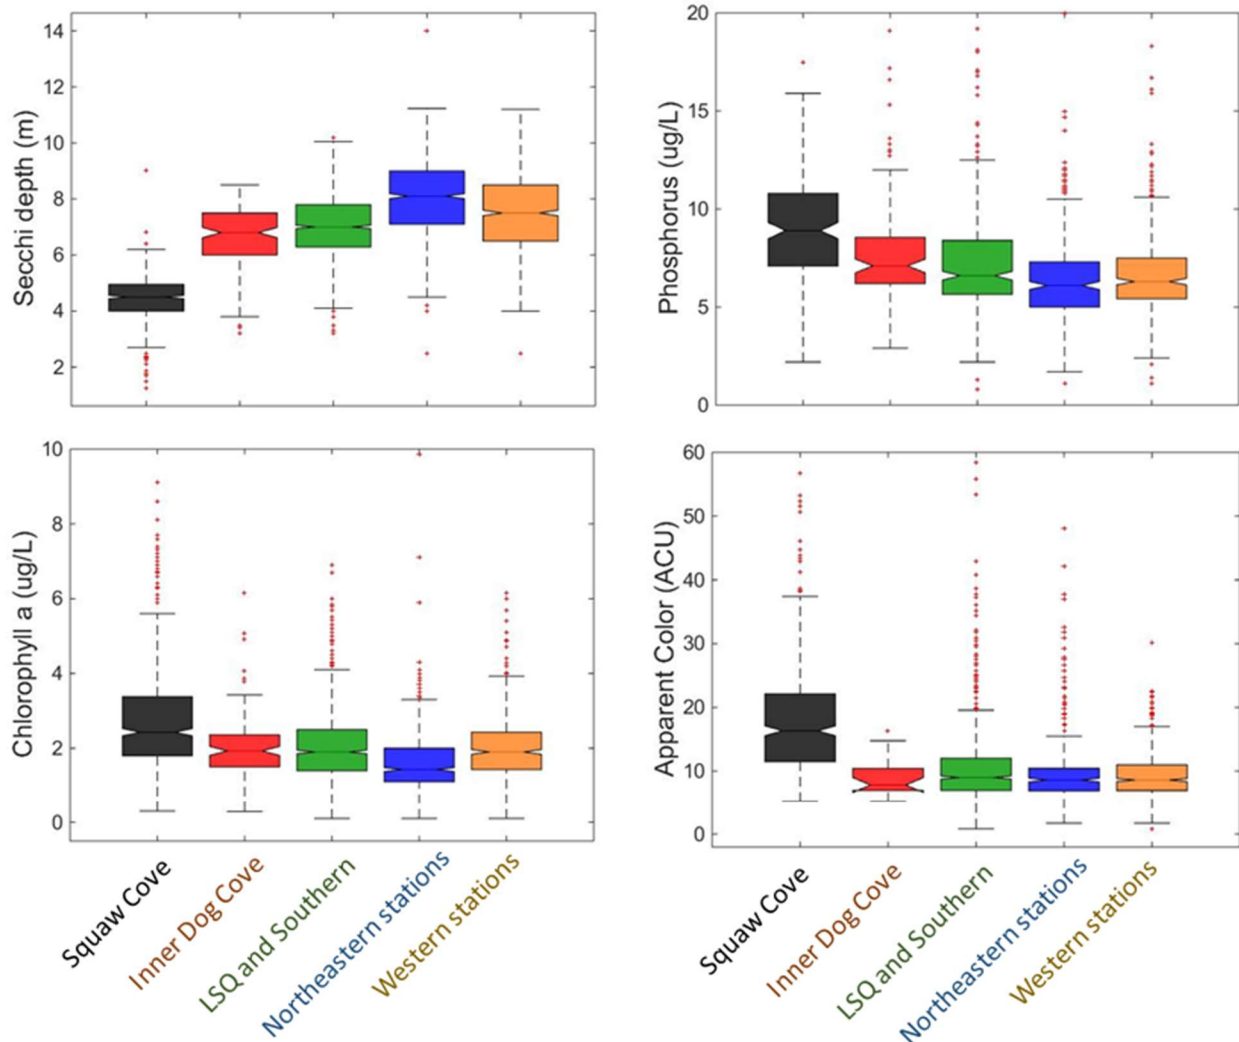 Secchi depth (m)
14
12
10
8
6
4
2
Phosphorus (ug/L)
20
15
10
5
0
Chlorophyll a (ug/L)
10
8
6
4
2
0
Apparent Color (ACU)
60
50
40
30
20
10
0
Squaw Cove
Inner Dog Cove
LSQ and Southern
Northeastern stations
Western stations
Squaw Cove
Inner Dog Cove
LSQ and Southern
Northeastern stations
Western stations